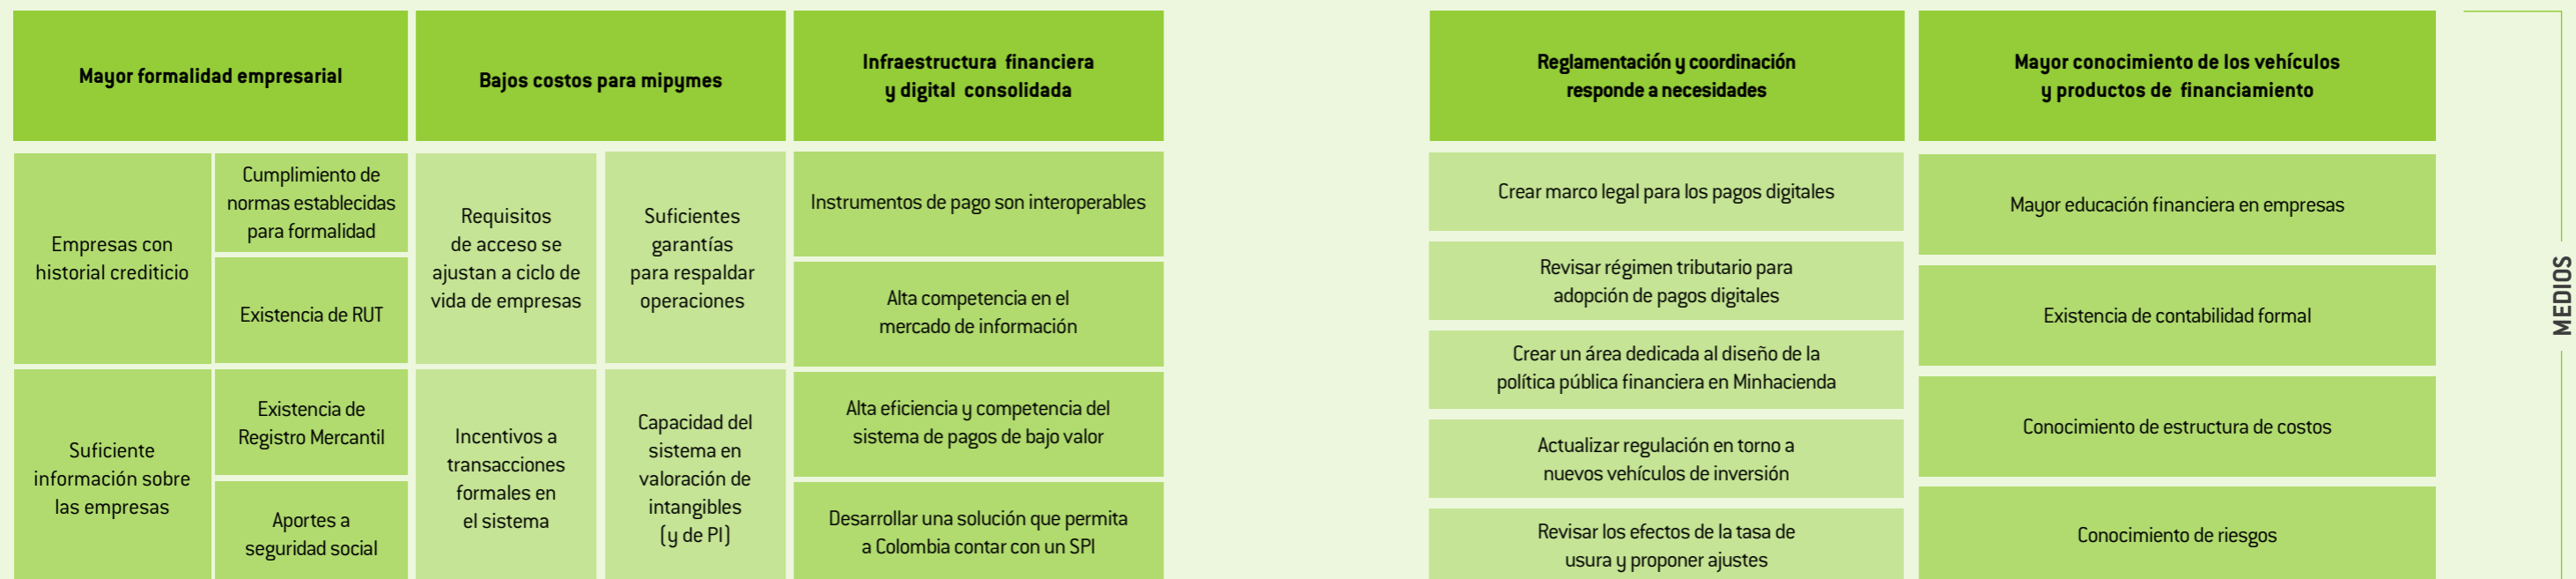 Mayor formalidad empresarial
Empresas con
historial crediticio
Cumplimiento de
normas establecidas
para formalidad
Existencia de RUT
Suficiente
información sobre
las empresas
Existencia de
Registro Mercantil
Aportes a
seguridad social
Bajos costos para mipymes
Requisitos
de acceso se
ajustan a ciclo de
vida de empresas
Suficientes
garantías
para respaldar
operaciones
Incentivos a
transacciones
formales en
el sistema
Capacidad del
sistema en
valoración de
intangibles
(y de PI)
Infraestructura financiera
y digital consolidada
Instrumentos de pago son interoperables
Alta competencia en el
mercado de información
Alta eficiencia y competencia del
sistema de pagos de bajo valor
Desarrollar una solución que permita
a Colombia contar con un SPI
Reglamentación y coordinación
responde a necesidades
Crear marco legal para los pagos digitales
Revisar régimen tributario para
adopción de pagos digitales
Crear un área dedicada al diseño de la
política pública financiera en Minhacienda
Actualizar regulación en torno a
nuevos vehículos de inversión
Revisar los efectos de la tasa de
usura y proponer ajustes
Mayor conocimiento de los vehículos
y productos de financiamiento
Mayor educación financiera en empresas
Existencia de contabilidad formal
Conocimiento de estructura de costos
Conocimiento de riesgos
MEDIOS